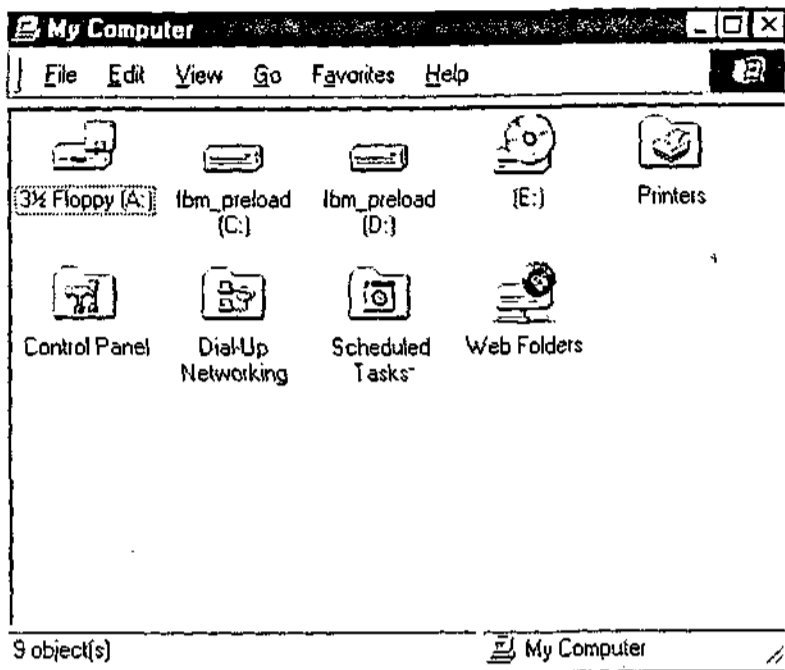 My Computer
File Edit View Go Favorites Help
3½ Floppy (A:)
Ibm_preload
(C:)
Ibm_preload
(D:)
(E:)
Printers
Control Panel
Dial-Up
Networking
Scheduled
Tasks
Web Folders
9 object(s)
My Computer